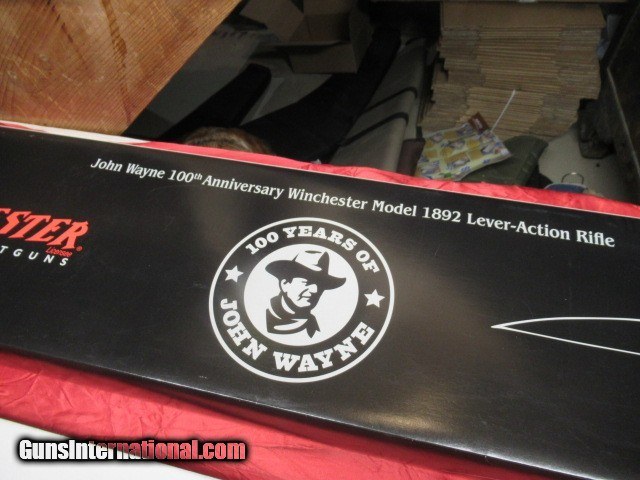 John Wayne 100th Anniversary Winchester Model 1892 Lever-Action Rifle
100 YEARS OF
JOHN WAYNE
GunsInternational.com